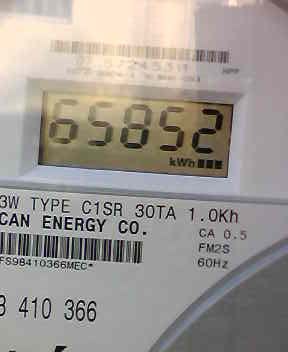 65852
kWh
3W TYPE C1SR 30TA 1.0Kh
CAN ENERGY CO.
CA 0.5
FM2S
60Hz
FS98410366MEC*
8 410 366